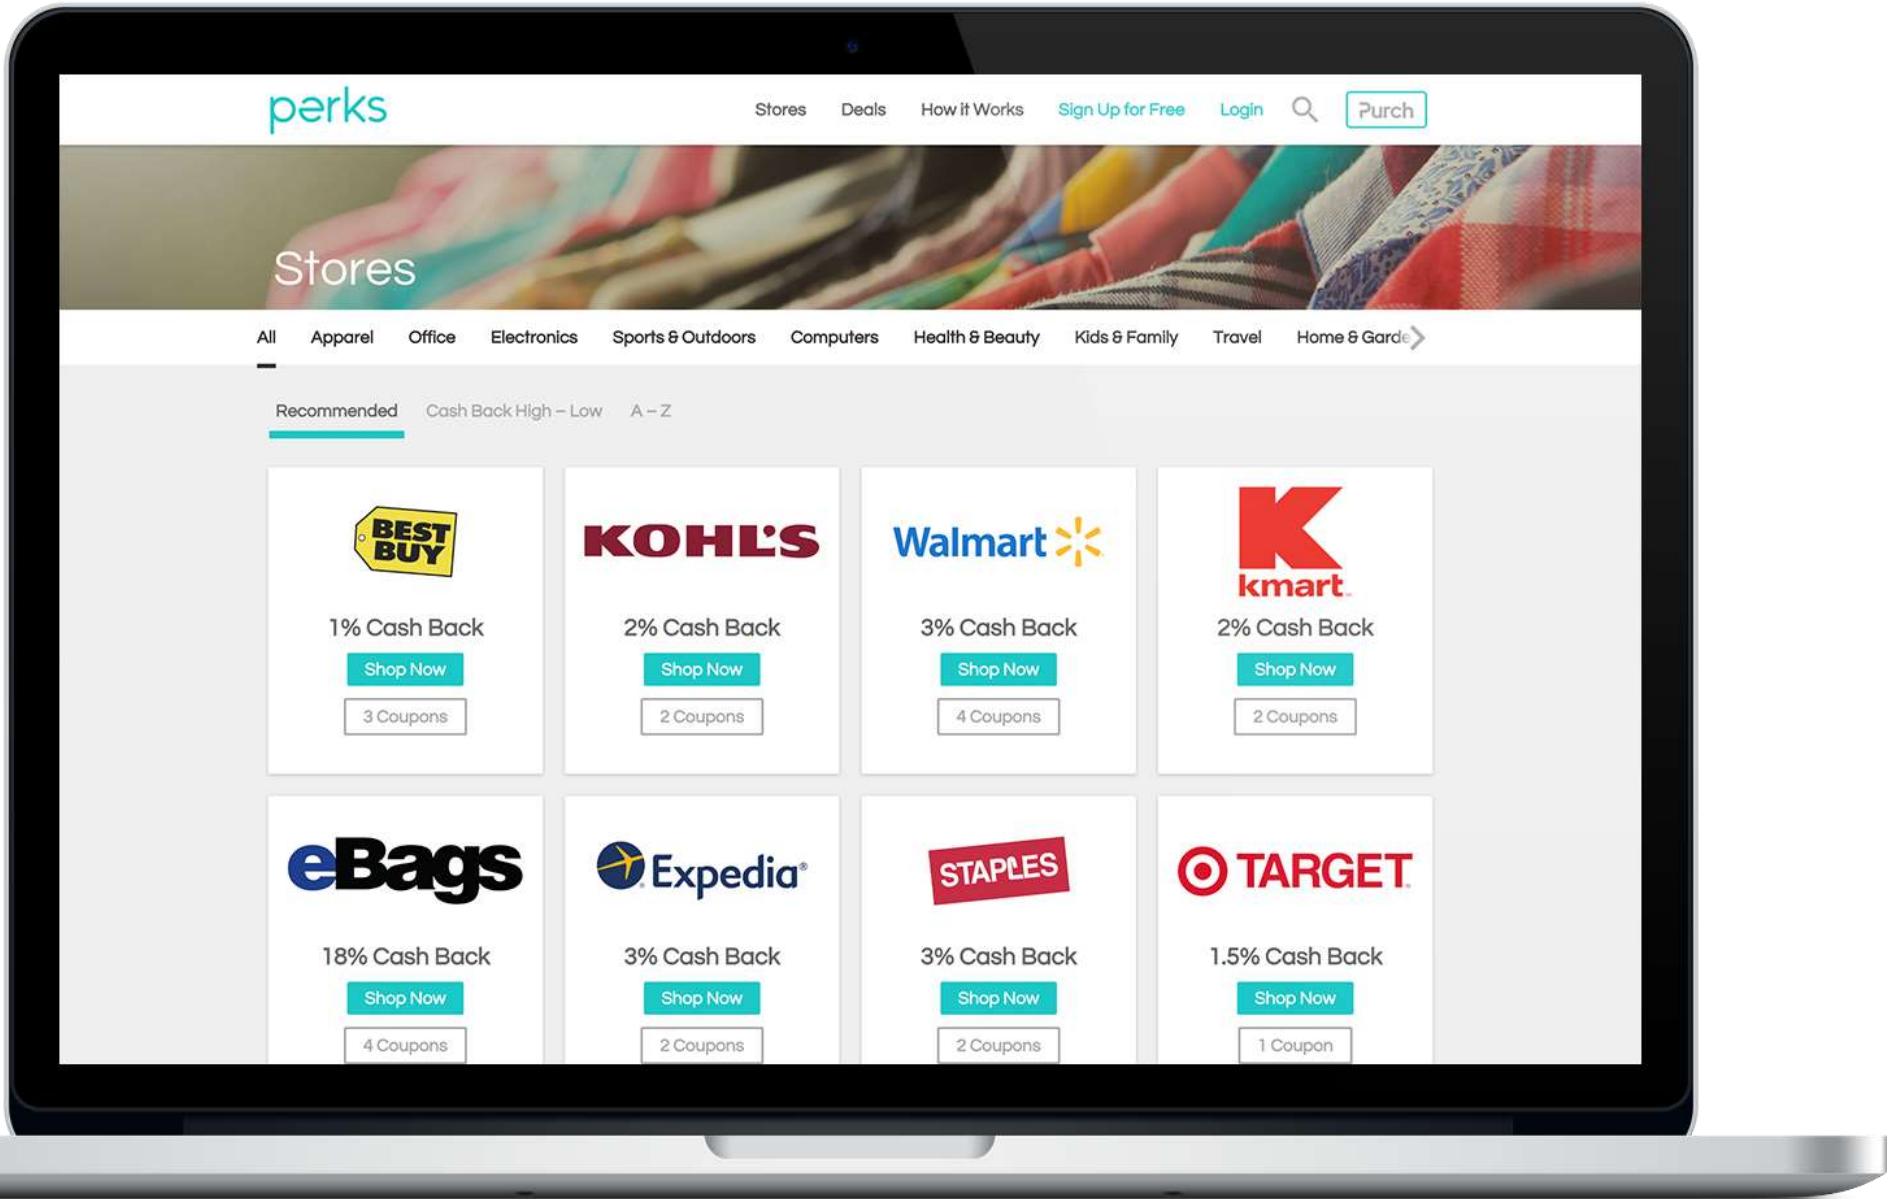 perks
Stores Deals How it Works Sign Up for Free Login Purch
Stores
All Apparel Office Electronics Sports & Outdoors Computers Health & Beauty Kids & Family Travel Home & Garde
Recommended Cash Back High – Low A – Z
BEST BUY KOHL'S Walmart K kmart
1% Cash Back 2% Cash Back 3% Cash Back 2% Cash Back
Shop Now Shop Now Shop Now Shop Now
3 Coupons 2 Coupons 4 Coupons 2 Coupons
eBags Expedia® STAPLES TARGET
18% Cash Back 3% Cash Back 3% Cash Back 1.5% Cash Back
Shop Now Shop Now Shop Now Shop Now
4 Coupons 2 Coupons 2 Coupons 1 Coupon